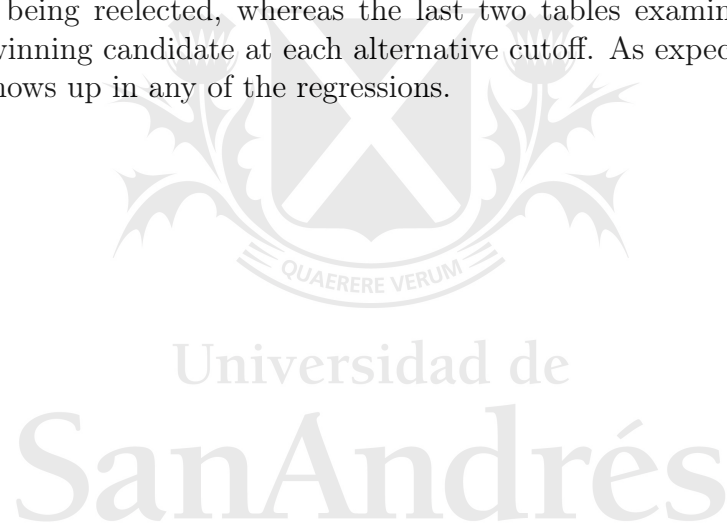 being reelected, whereas the last two tables examin
winning candidate at each alternative cutoff. As expec
hows up in any of the regressions.
QUAERERE VERUM
Universidad de
SanAndrés